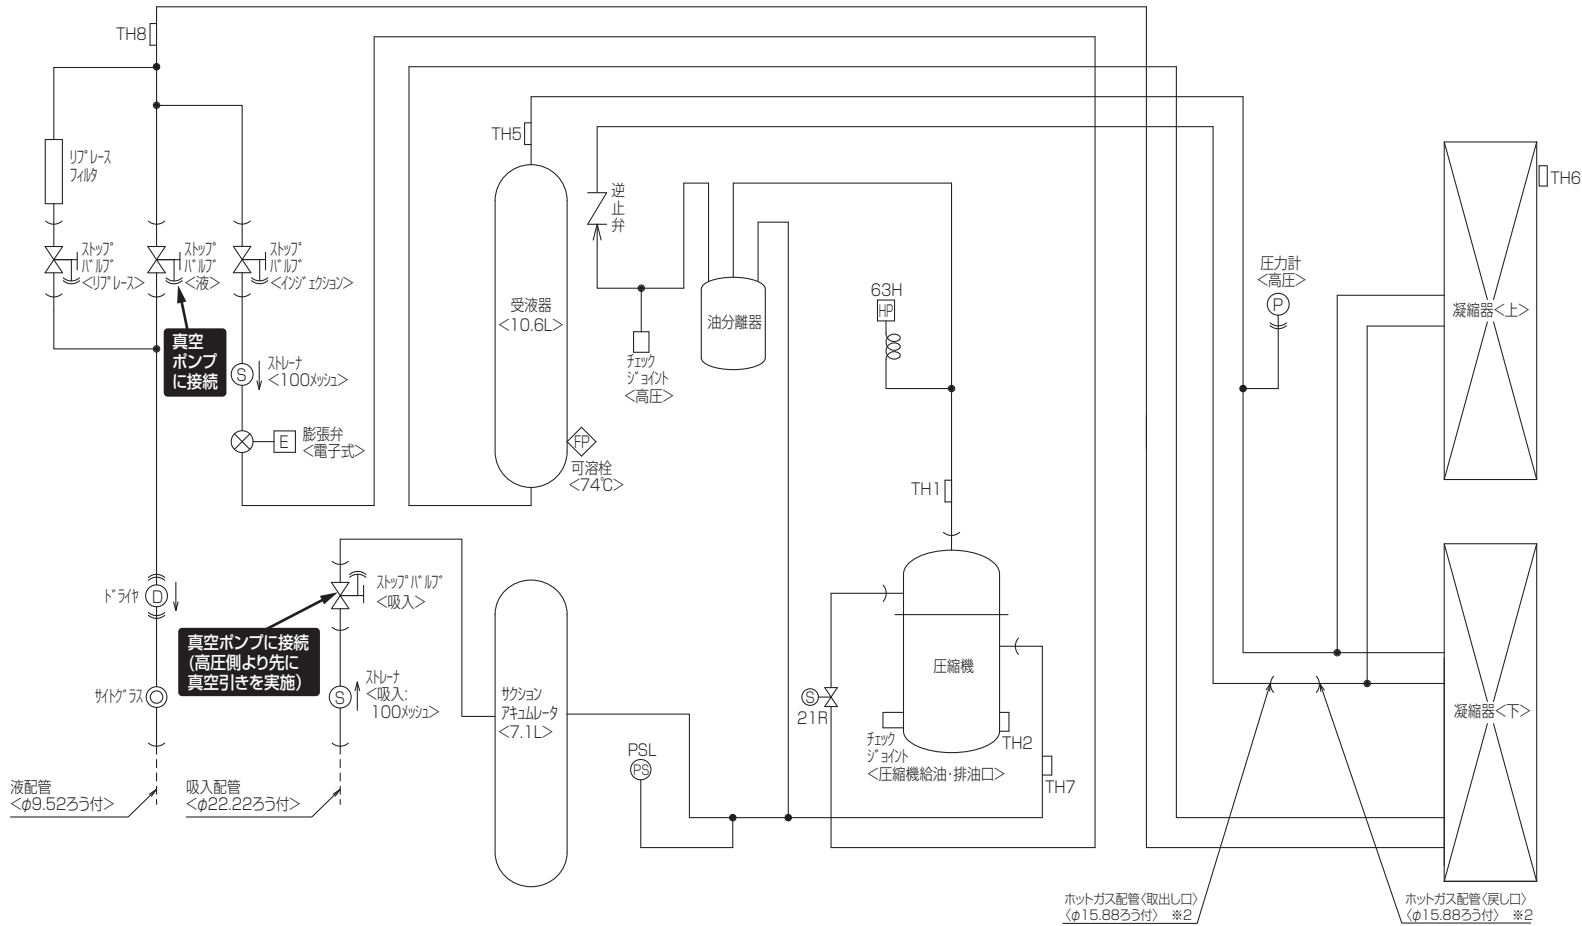 TH8
リプレース
フィルタ
ストップ
バルブ
<リプレース>
ストップ
バルブ
<液>
ストップ
バルブ
<インジェクション>
真空
ポンプ
に接続
S
ストレーナ
<100メッシュ>
E
膨張弁
<電子式>
ドライヤ
D
サイトグラス
液配管
<φ9.52ろう付>
ストップバルブ
<吸入>
真空ポンプに接続
(高圧側より先に
真空引きを実施)
S
ストレーナ
<吸入:
100メッシュ>
吸入配管
<φ22.22ろう付>
TH5
受液器
<10.6L>
FP
可溶栓
<74℃>
サクション
アキュムレータ
<7.1L>
逆
止
弁
チェック
ジョイント
<高圧>
油分離器
63H
HP
TH1
圧縮機
S
21R
チェック
ジョイント
<圧縮機給油・排油口>
TH2
TH7
PSL
PS
圧力計
<高圧>
P
TH6
凝縮器<上>
凝縮器<下>
ホットガス配管〈取出し口〉
〈φ15.88ろう付〉 ※2
ホットガス配管〈戻し口〉
〈φ15.88ろう付〉 ※2